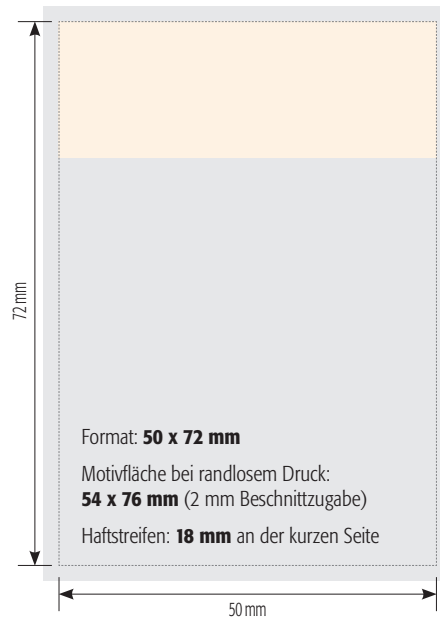 72 mm
Format: 50 x 72 mm
Motivfläche bei randlosem Druck:
54 x 76 mm (2 mm Beschnittzugabe)
Haftstreifen: 18 mm an der kurzen Seite
50 mm